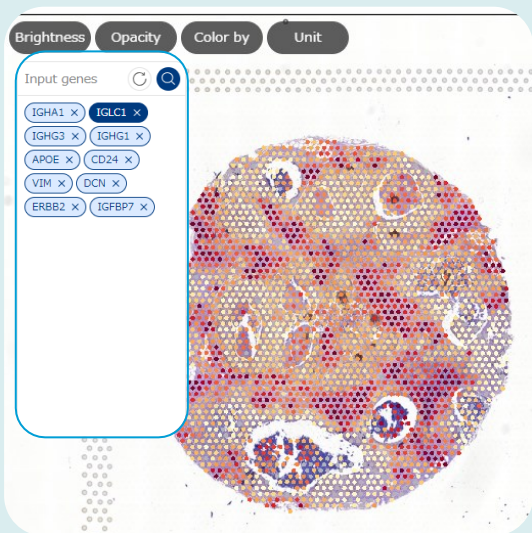 Brightness Opacity Color by Unit
Input genes
IGHA1 × IGLC1 ×
IGHG3 × IGHG1 ×
APOE × CD24 ×
VIM × DCN ×
ERBB2 × IGFBP7 ×